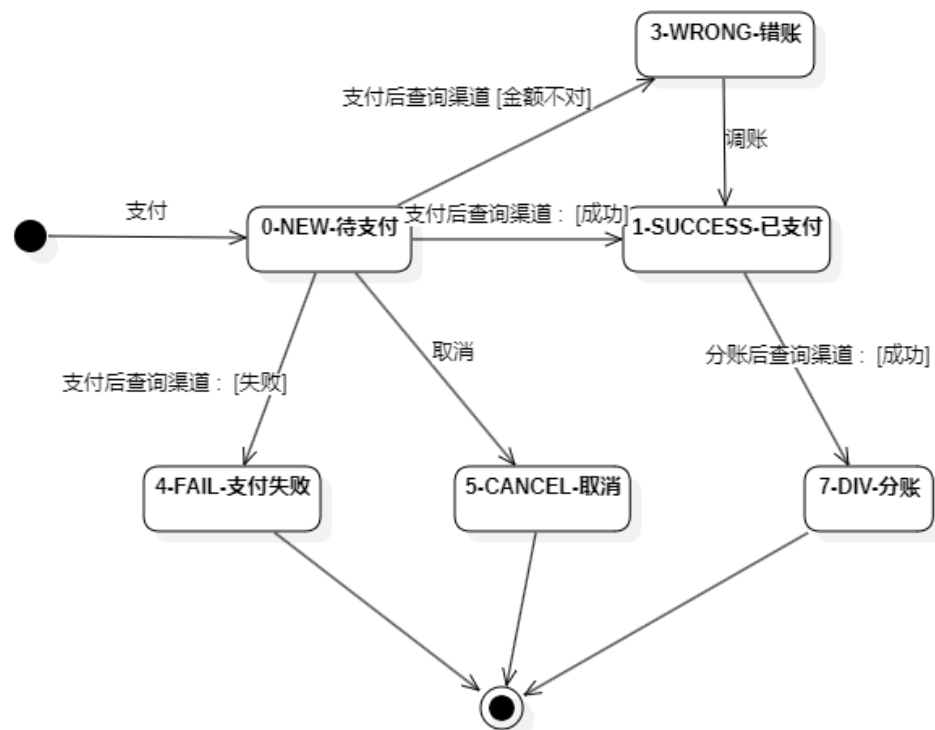 3-WRONG-错账
支付后查询渠道 [金额不对]
调账
支付
0-NEW-待支付
支付后查询渠道： [成功]
1-SUCCESS-已支付
取消
分账后查询渠道： [成功]
支付后查询渠道： [失败]
4-FAIL-支付失败
5-CANCEL-取消
7-DIV-分账